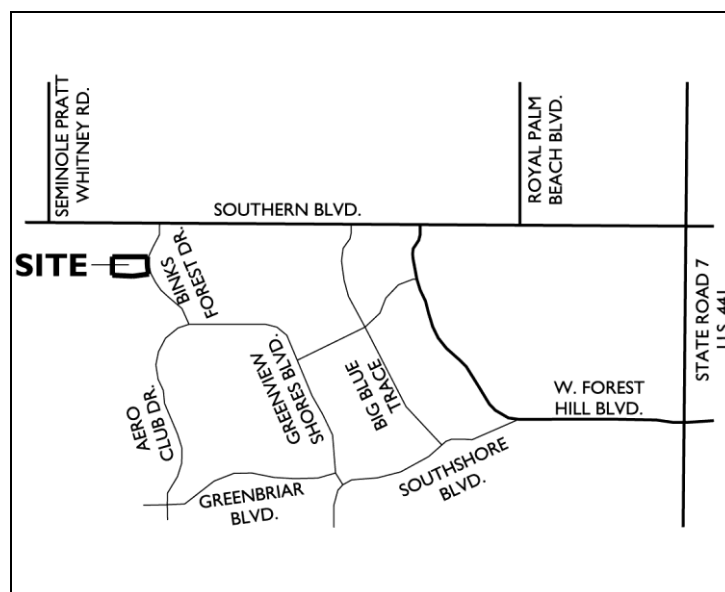 SEMINOLE PRATT
WHITNEY RD.
ROYAL PALM
BEACH BLVD.
SOUTHERN BLVD.
SITE
BINKS
FOREST DR.
STATE ROAD 7
U.S. 441
GREENVIEW
SHORES BLVD.
BIG BLUE
TRACE
W. FOREST
HILL BLVD.
AERO
CLUB DR.
GREENBRIAR
BLVD.
SOUTHSHORE
BLVD.